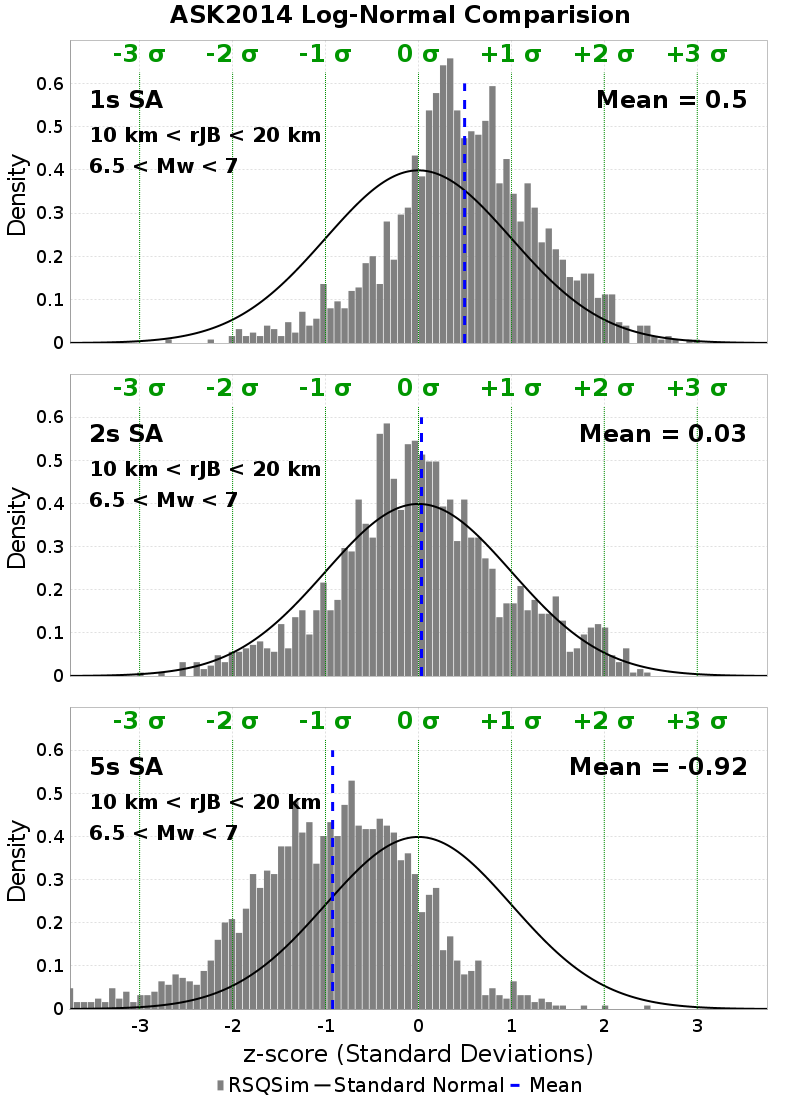 ASK2014 Log-Normal Comparision
-3 σ -2 σ -1 σ 0 σ +1 σ +2 σ +3 σ
1s SA
Mean = 0.5
10 km < rJB < 20 km
6.5 < Mw < 7
0.6
0.5
0.4
0.3
0.2
0.1
0
Density
-3 σ -2 σ -1 σ 0 σ +1 σ +2 σ +3 σ
2s SA
Mean = 0.03
10 km < rJB < 20 km
6.5 < Mw < 7
0.6
0.5
0.4
0.3
0.2
0.1
0
Density
-3 σ -2 σ -1 σ 0 σ +1 σ +2 σ +3 σ
5s SA
Mean = -0.92
10 km < rJB < 20 km
6.5 < Mw < 7
0.6
0.5
0.4
0.3
0.2
0.1
0
Density
-3 -2 -1 0 1 2 3
z-score (Standard Deviations)
RSQSim Standard Normal Mean